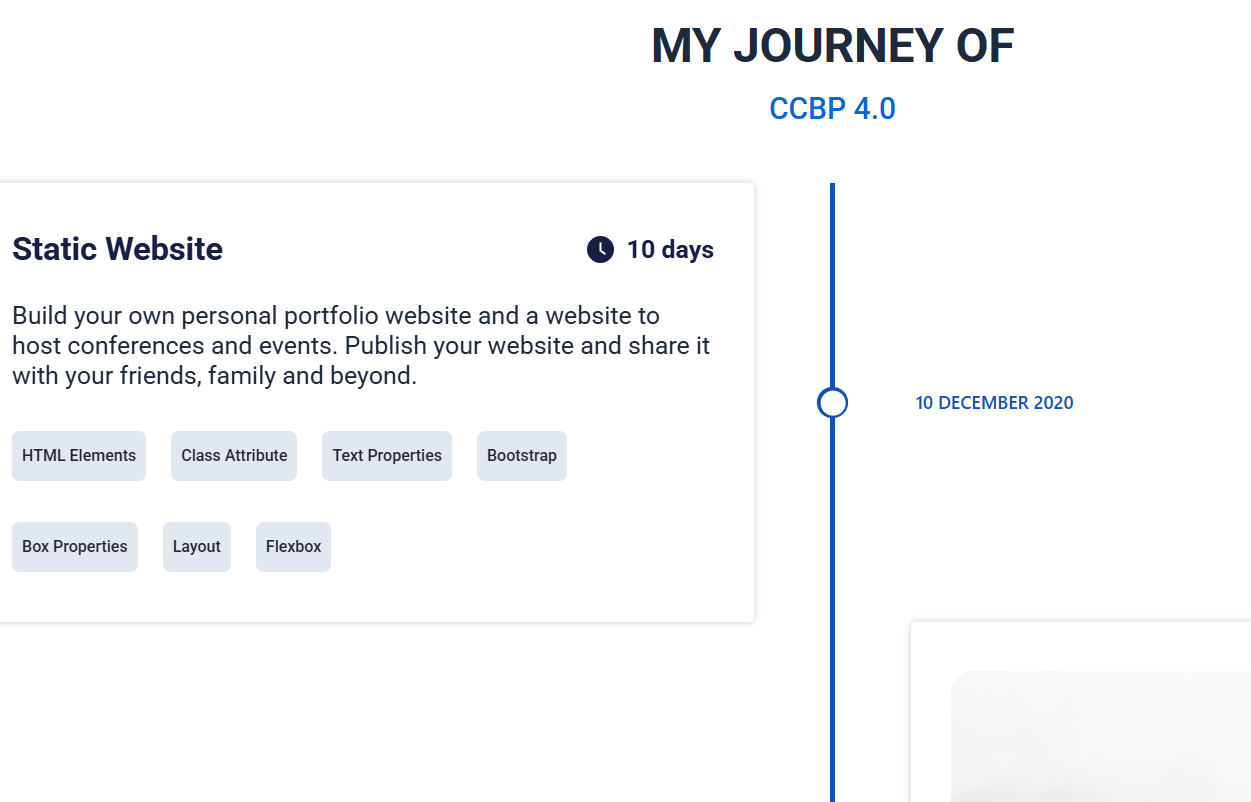 MY JOURNEY OF
CCBP 4.0
Static Website
10 days
Build your own personal portfolio website and a website to
host conferences and events. Publish your website and share it
with your friends, family and beyond.
10 DECEMBER 2020
HTML Elements
Class Attribute
Text Properties
Bootstrap
Box Properties
Layout
Flexbox